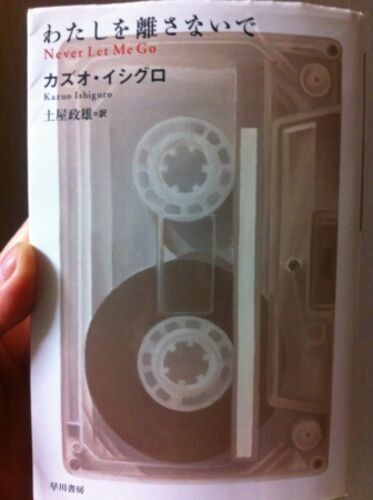 わたしを離さないで
Never Let Me Go
カズオ・イシグロ
Kazuo Ishiguro
土屋政雄=訳
早川書房